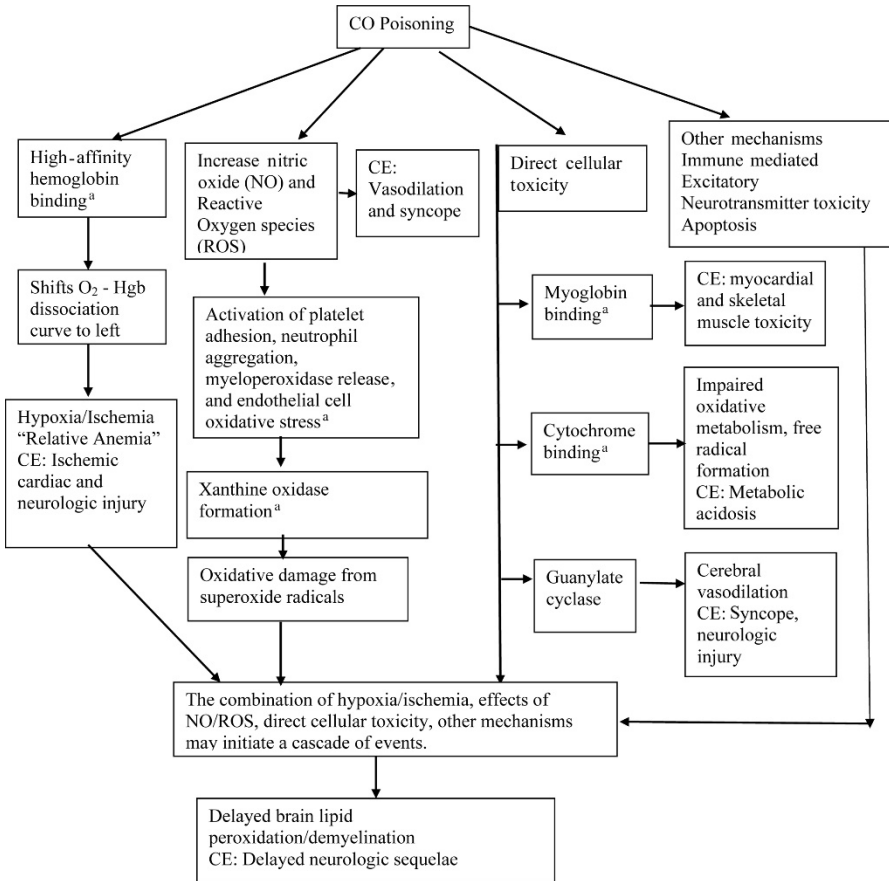 CO Poisoning
High-affinity
hemoglobin
binding a
Increase nitric
oxide (NO) and
Reactive
Oxygen species
(ROS)
CE:
Vasodilation
and syncope
Direct cellular
toxicity
Other mechanisms
Immune mediated
Excitatory
Neurotransmitter toxicity
Apoptosis
Shifts O₂ - Hgb
dissociation
curve to left
Activation of platelet
adhesion, neutrophil
aggregation,
myeloperoxidase release,
and endothelial cell
oxidative stress a
Myoglobin
binding a
CE: myocardial
and skeletal
muscle toxicity
Hypoxia/Ischemia
“Relative Anemia”
CE: Ischemic
cardiac and
neurologic injury
Xanthine oxidase
formation a
Cytochrome
binding a
Impaired
oxidative
metabolism, free
radical
formation
CE: Metabolic
acidosis
Oxidative damage from
superoxide radicals
Guanylate
cyclase
Cerebral
vasodilation
CE: Syncope,
neurologic
injury
The combination of hypoxia/ischemia, effects of
NO/ROS, direct cellular toxicity, other mechanisms
may initiate a cascade of events.
Delayed brain lipid
peroxidation/demyelination
CE: Delayed neurologic sequelae